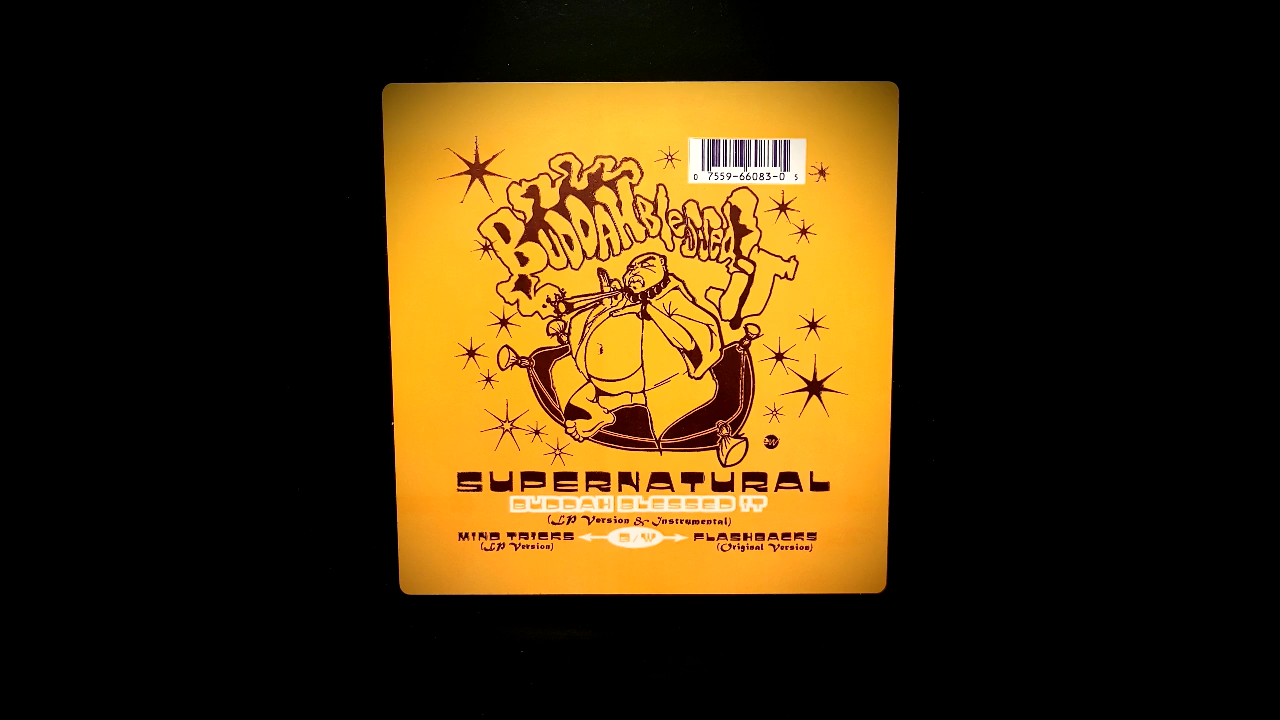 0 7559-66083-0 5
BUDDAH Blessed IT
SUPERNATURAL
BUDDAH BLESSED IT
(LP Version & Instrumental)
MIND TRICKS B/W FLASHBACKS
(LP Version) (Original Version)